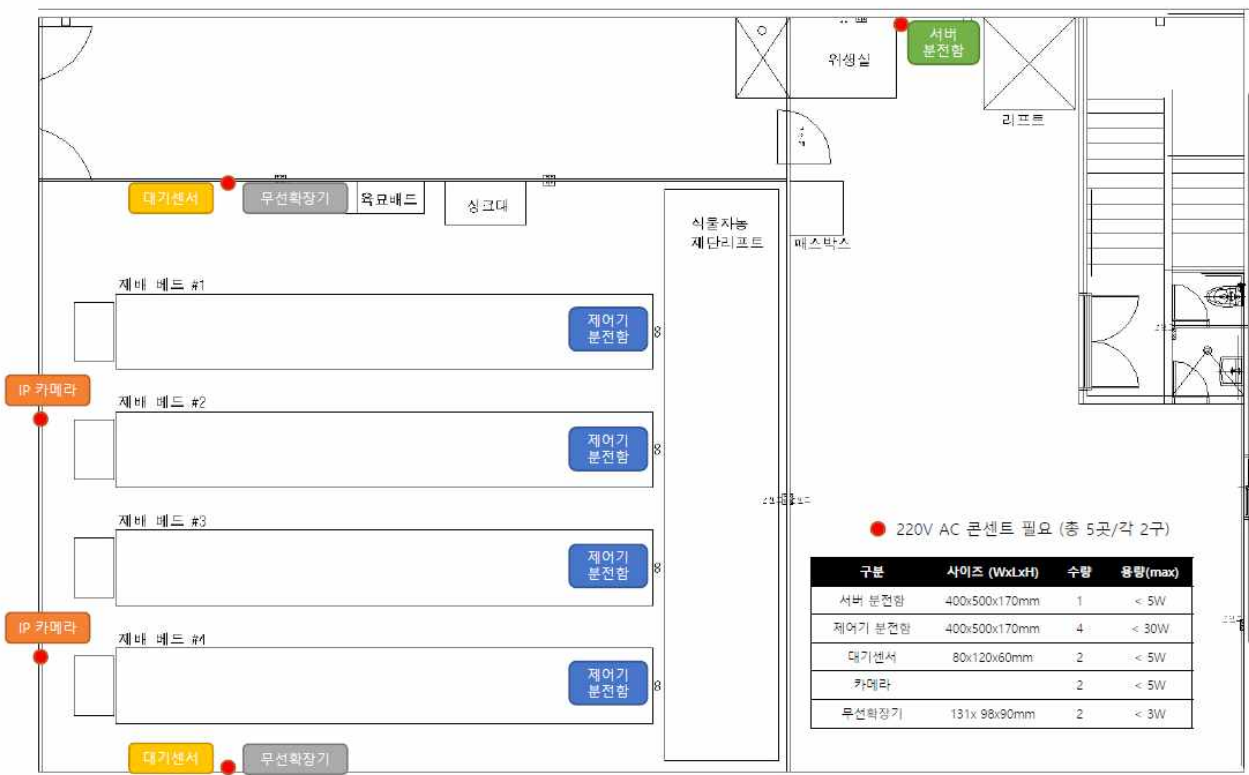 서버
분전함
위생실
리프트
대기센서
무선확장기
육묘베드
싱크대
식물자동
재단리프트
패스박스
재배 베드 #1
제어기
분전함
IP 카메라
재배 베드 #2
제어기
분전함
재배 베드 #3
제어기
분전함
IP 카메라
재배 베드 #4
제어기
분전함
대기센서
무선확장기
220V AC 콘센트 필요 (총 5곳/각 2구)
구분 사이즈 (WxLxH) 수량 용량(max)
서버 분전함 400x500x170mm 1 < 5W
제어기 분전함 400x500x170mm 4 < 30W
대기센서 80x120x60mm 2 < 5W
카메라 2 < 5W
무선확장기 131x 98x90mm 2 < 3W